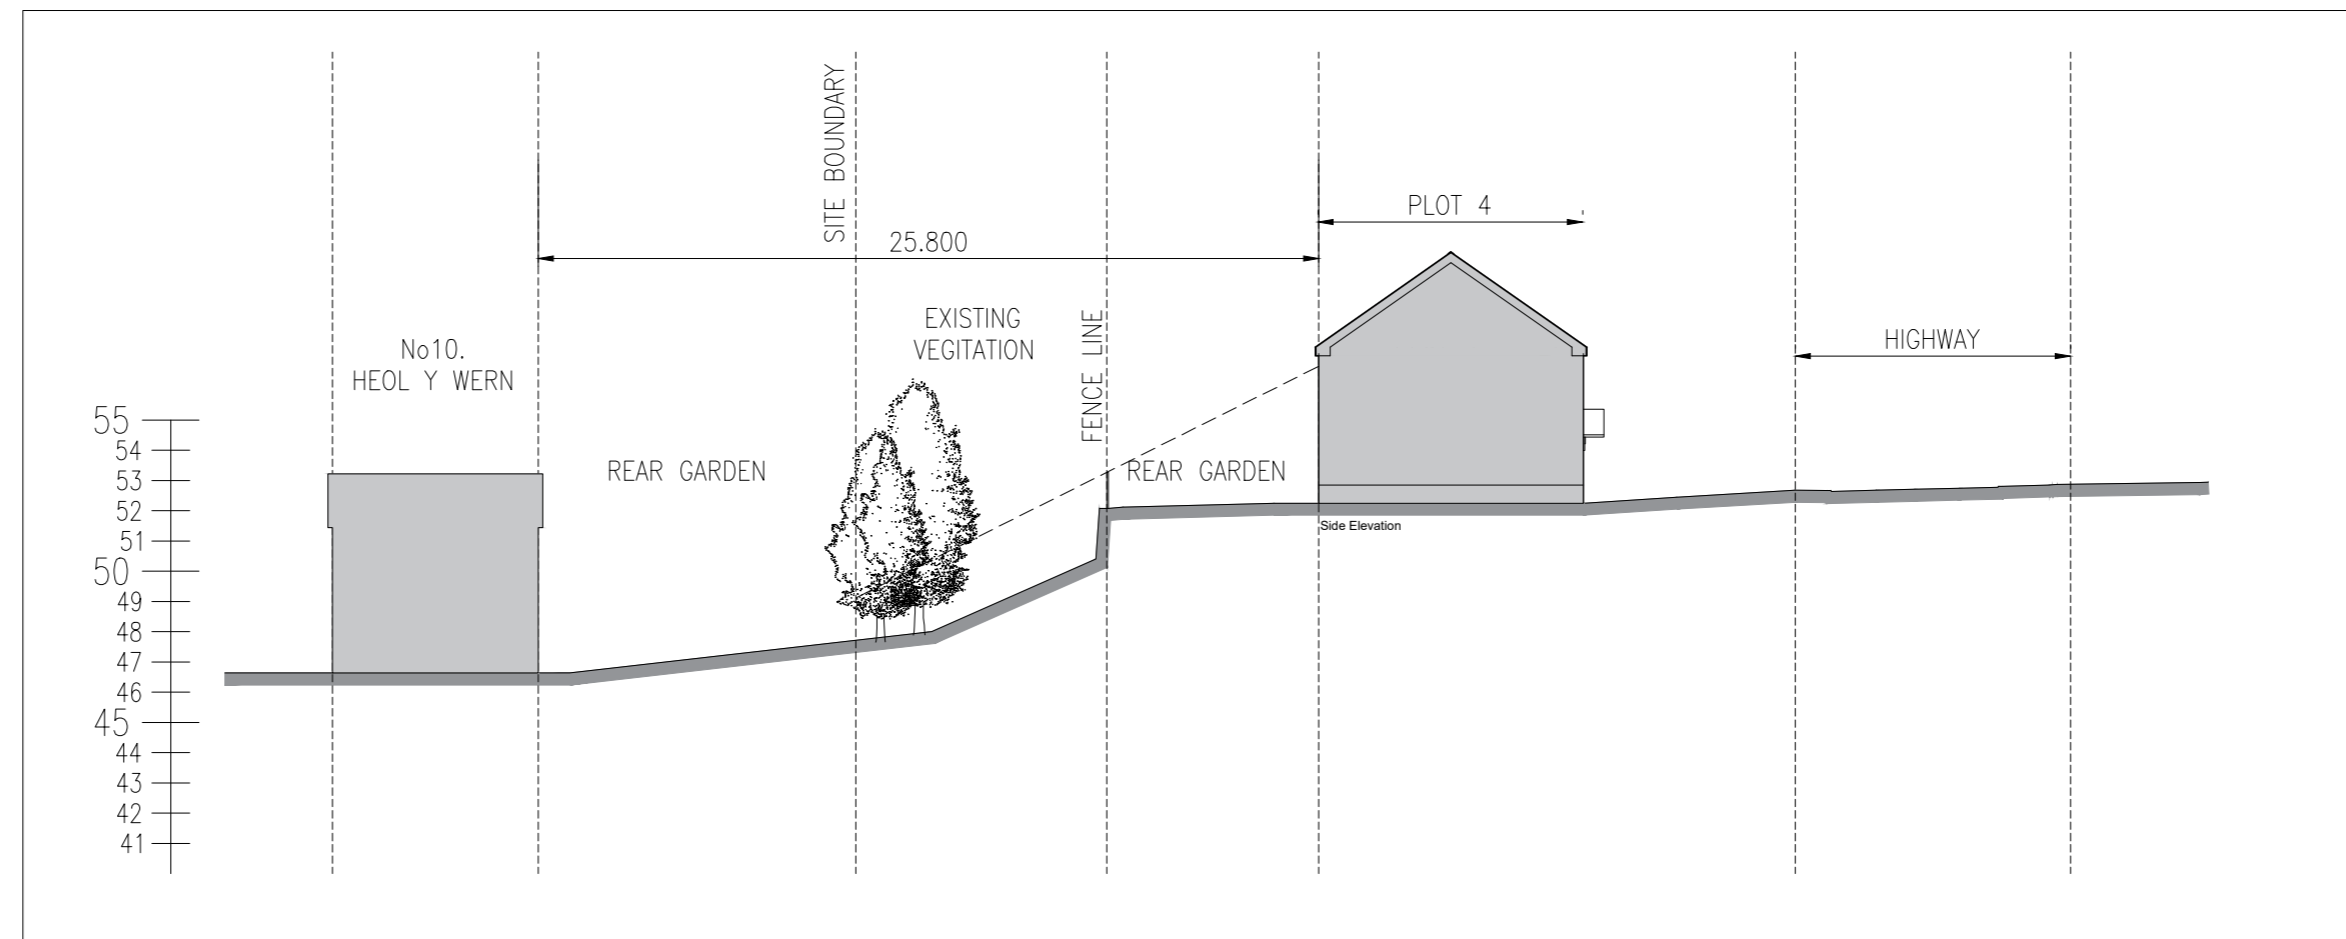 SITE BOUNDARY
PLOT 4
25.800
EXISTING
VEGITATION
FENCE LINE
HIGHWAY
No10.
HEOL Y WERN
REAR GARDEN
REAR GARDEN
Side Elevation
55
54
53
52
51
50
49
48
47
46
45
44
43
42
41